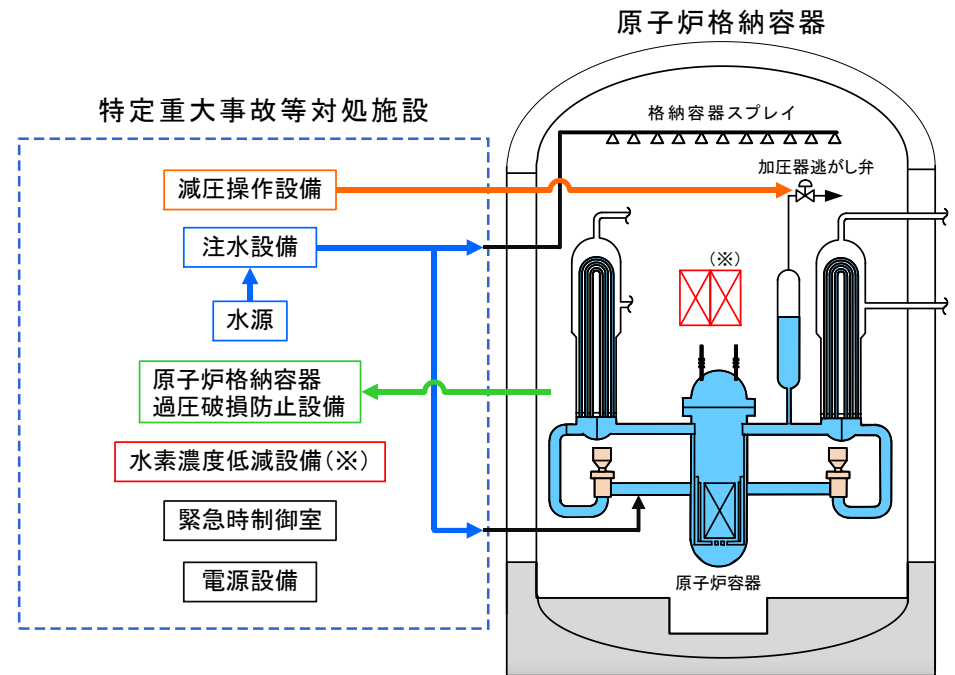 原子炉格納容器
特定重大事故等対処施設
格納容器スプレイ
加圧器逃がし弁
減圧操作設備
注水設備
(※)
水源
原子炉格納容器
過圧破損防止設備
水素濃度低減設備(※)
緊急時制御室
電源設備
原子炉容器